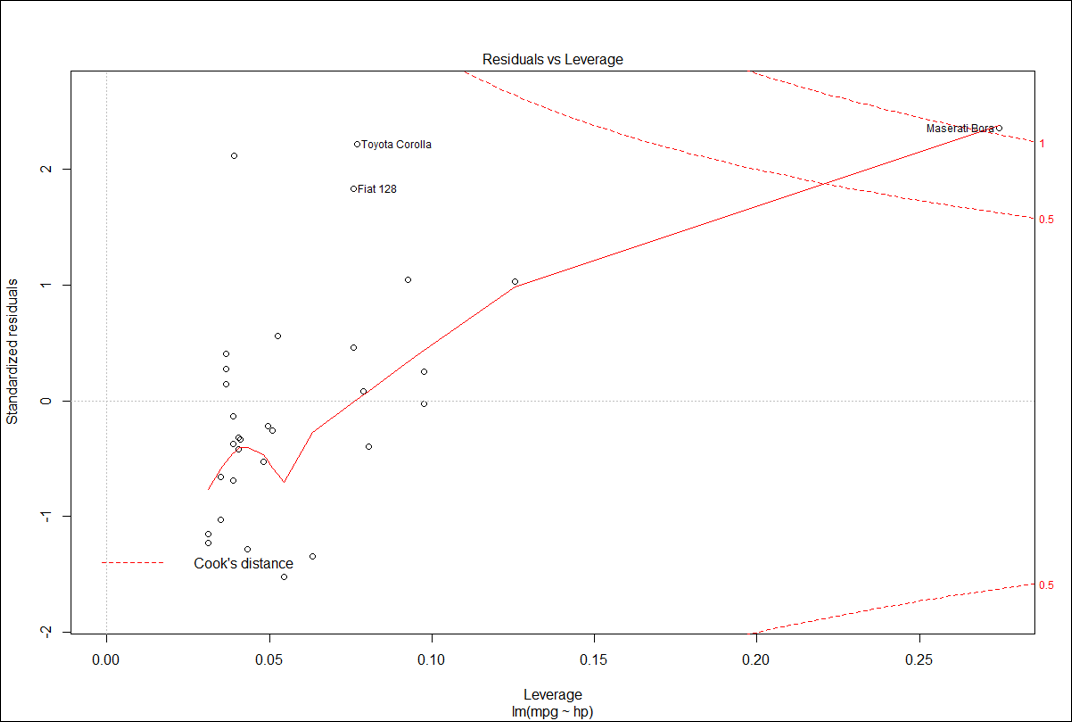 Residuals vs Leverage
Standardized residuals
2
1
0
-1
-2
Maserati Bora
Toyota Corolla
Fiat 128
1
0.5
0.5
Cook's distance
0.00 0.05 0.10 0.15 0.20 0.25
Leverage
lm(mpg ~ hp)